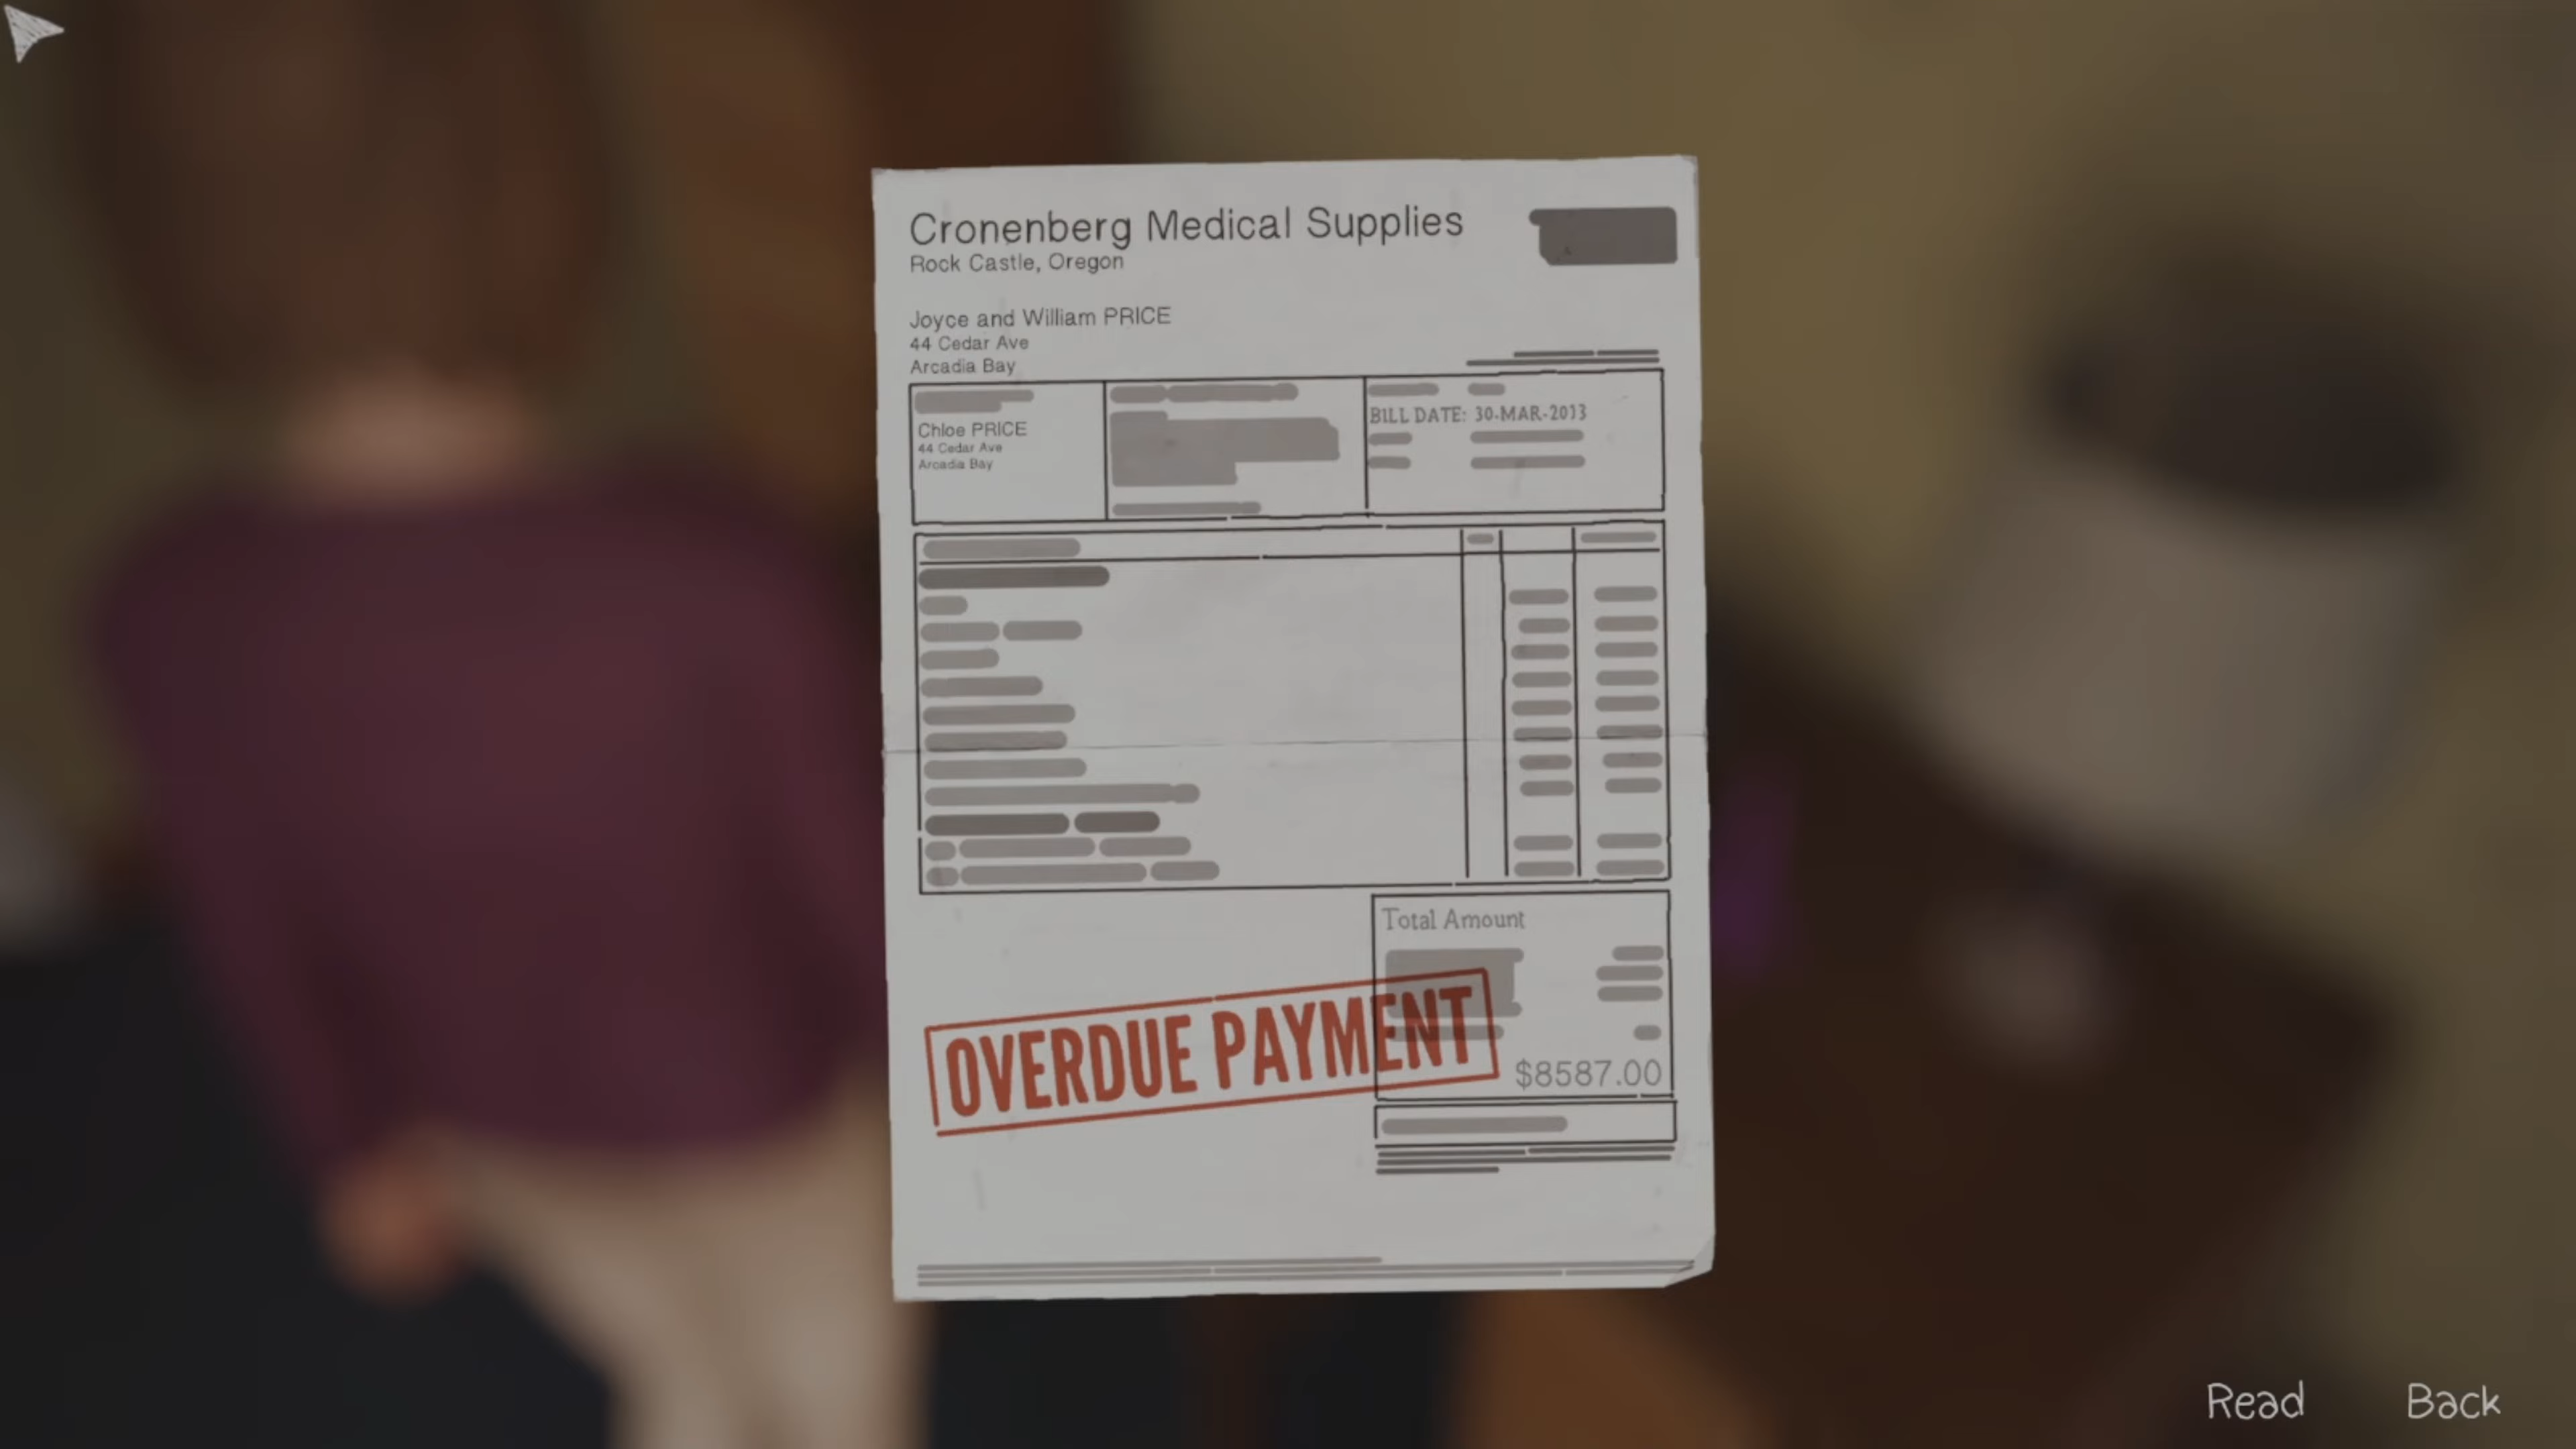 Cronenberg Medical Supplies
Rock Castle, Oregon
Joyce and William PRICE
44 Cedar Ave
Arcadia Bay
Chloe PRICE
44 Cedar Ave
Arcadia Bay
BILL DATE: 30-MAR-2013
Total Amount
OVERDUE PAYMENT
$8587.00
Read
Back